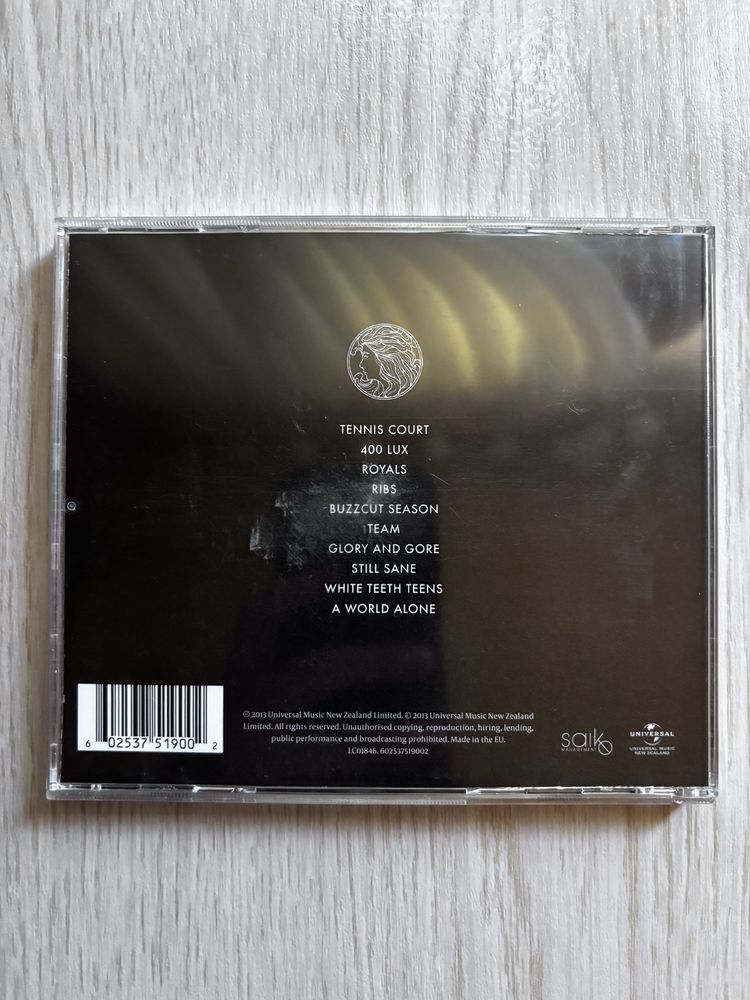 TENNIS COURT
400 LUX
ROYALS
RIBS
BUZZCUT SEASON
TEAM
GLORY AND GORE
STILL SANE
WHITE TEETH TEENS
A WORLD ALONE
6 02537 51900 2
℗ 2013 Universal Music New Zealand Limited. © 2013 Universal Music New Zealand
Limited. All rights reserved. Unauthorised copying, reproduction, hiring, lending,
public performance and broadcasting prohibited. Made in the EU.
LC01846. 602537519002
saiko
MANAGEMENT
UNIVERSAL
UNIVERSAL MUSIC
NEW ZEALAND